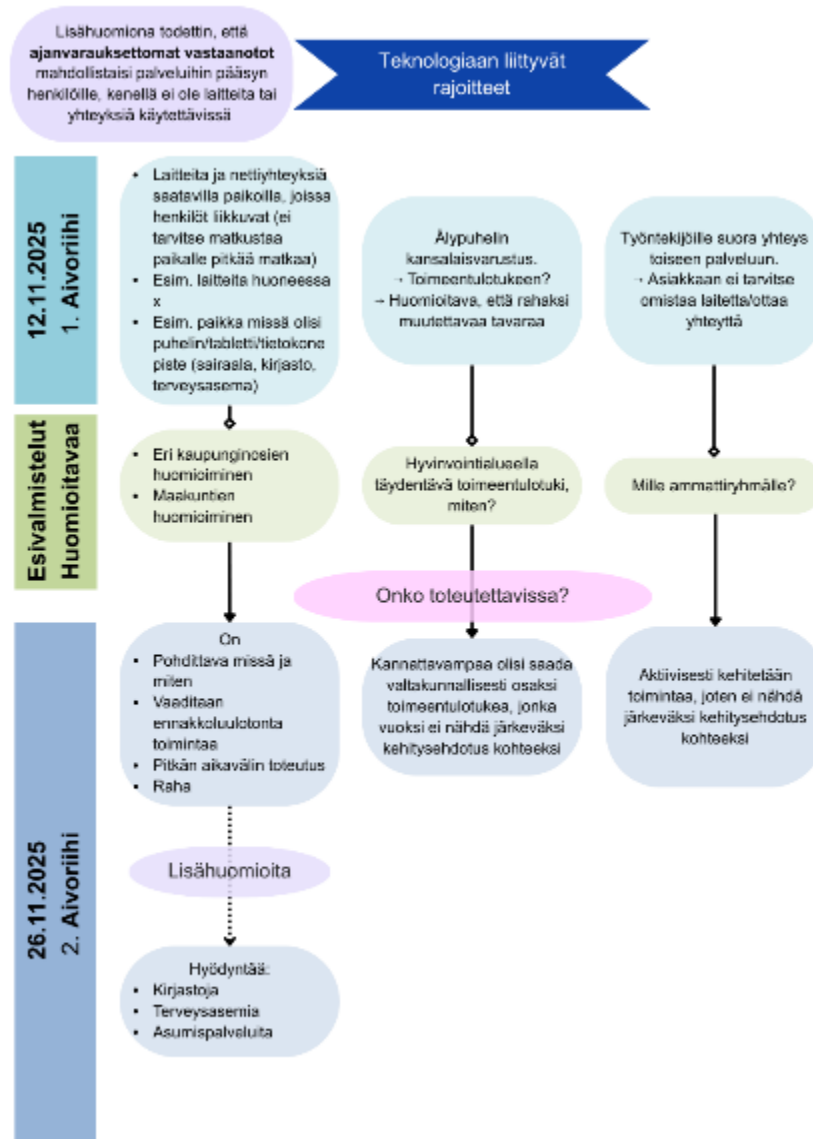 Lisähuomiona todettin, että
ajanvarauksettomat vastaanotot
mahdollistaisi palveluihin pääsyn
henkilöille, kenellä ei ole laitteita tai
yhteyksiä käytettävissä
Teknologiaan liittyvät
rajoitteet
12.11.2025
1. Aivoriihi
• Laitteita ja nettiyhteyksiä
saatavilla paikoilla, joissa
henkilöt liikkuvat (ei
tarvitse matkustaa
paikalle pitkää matkaa)
• Esim. laitteita huoneessa
x
• Esim. paikka missä olisi
puhelin/tabletti/tietokone
piste (sairaala, kirjasto,
terveysasema)
Älypuhelin
kansalaisvarustus.
→ Toimeentulotukeen?
→ Huomioitava, että rahaksi
muutettavaa tavaraa
Työntekijöille suora yhteys
toiseen palveluun.
→ Asiakkaan ei tarvitse
omistaa laitetta/ottaa
yhteyttä
Esivalmistelut
Huomioitavaa
• Eri kaupunginosien
huomioiminen
• Maakuntien
huomioiminen
Hyvinvointialueella
täydentävä toimeentulotuki,
miten?
Mille ammattiryhmälle?
Onko toteutettavissa?
26.11.2025
2. Aivoriihi
On
• Pohdittava missä ja
miten
• Vaaditaan
ennakkoluulotonta
toimintaa
• Pitkän aikavälin toteutus
• Raha
Kannattavampaa olisi saada
valtakunnallisesti osaksi
toimeentulotukea, jonka
vuoksi ei nähdä järkeväksi
kehitysehdotus kohteeksi
Aktiivisesti kehitetään
toimintaa, joten ei nähdä
järkeväksi kehitysehdotus
kohteeksi
Lisähuomioita
Hyödyntää:
• Kirjastoja
• Terveysasemia
• Asumispalveluita